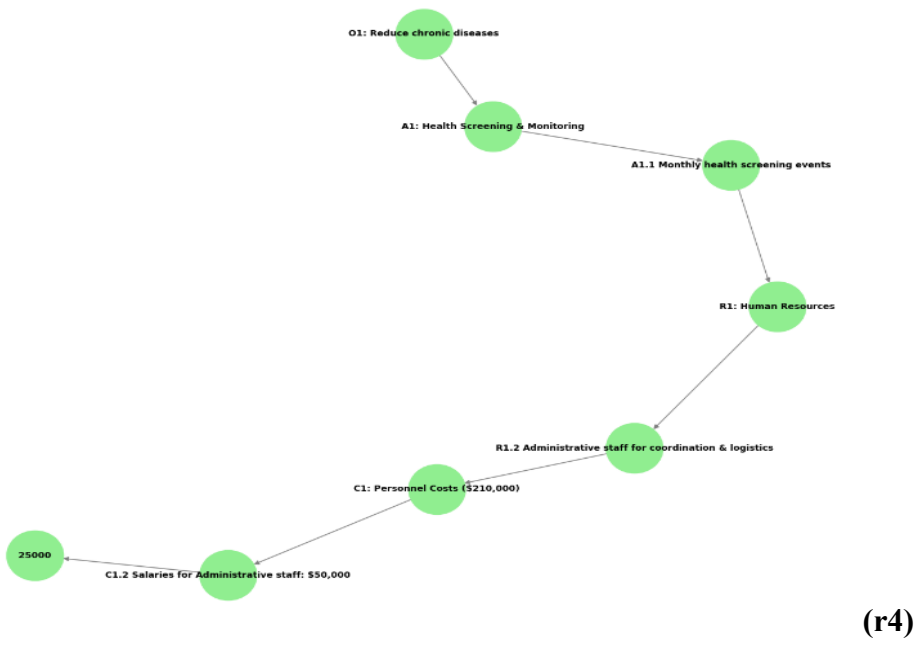 O1: Reduce chronic diseases
A1: Health Screening & Monitoring
A1.1 Monthly health screening events
R1: Human Resources
R1.2 Administrative staff for coordination & logistics
C1: Personnel Costs ($210,000)
25000
C1.2 Salaries for Administrative staff: $50,000
(r4)